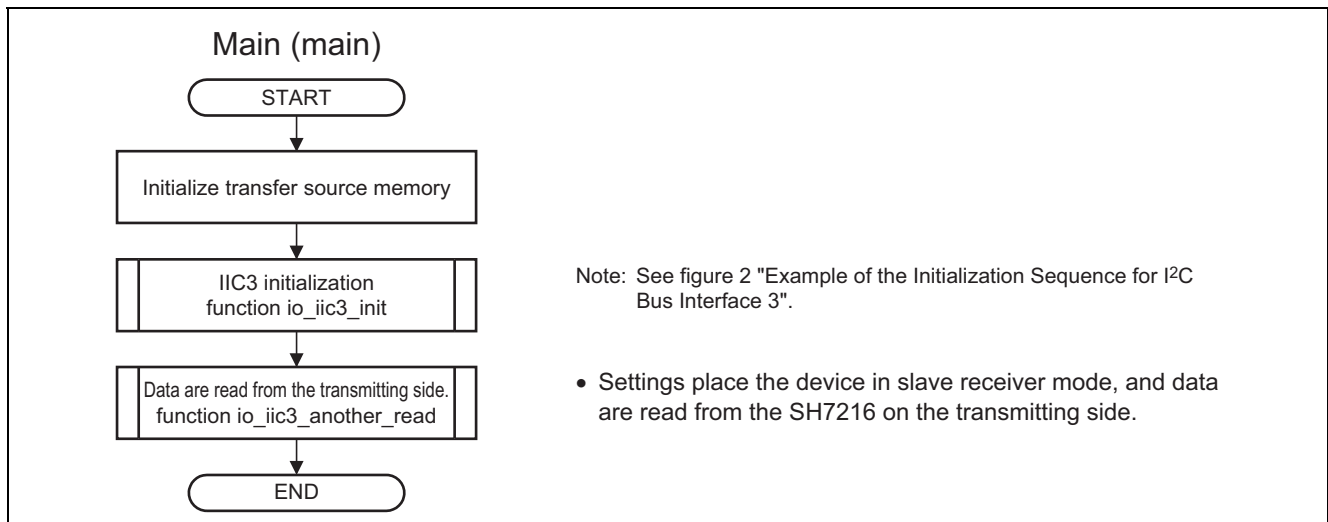 Main (main)
START
Initialize transfer source memory
IIC3 initialization
function io_iic3_init
Note: See figure 2 "Example of the Initialization Sequence for I2C
Bus Interface 3".
Data are read from the transmitting side.
function io_iic3_another_read
• Settings place the device in slave receiver mode, and data
are read from the SH7216 on the transmitting side.
END